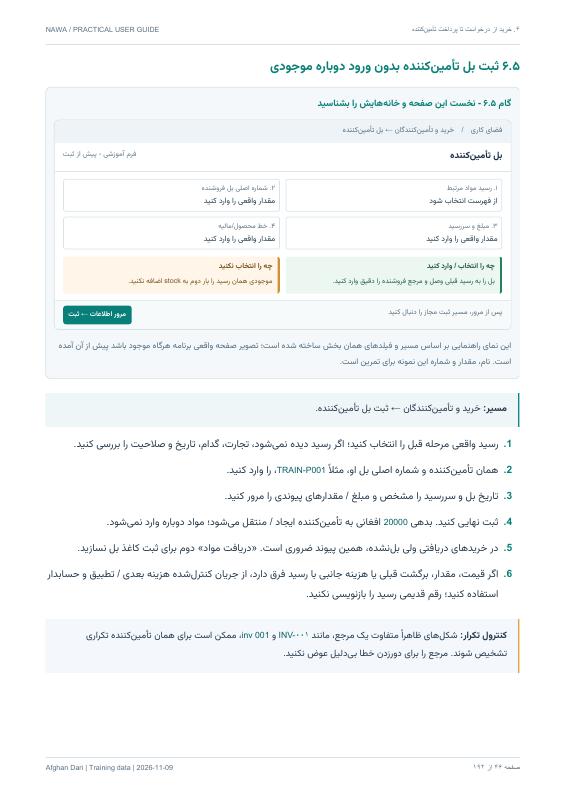 ۴. خرید از درخواست تا پرداخت تأمین‌کننده
NAWA / PRACTICAL USER GUIDE
۶.۵ ثبت بل تأمین‌کننده بدون ورود دوباره موجودی
گام ۶.۵ - نخست این صفحه و خانه‌هایش را بشناسید
فضای کاری / خرید و تأمین‌کنندگان ← بل تأمین‌کننده
بل تأمین‌کننده
فرم آموزشی - پیش از ثبت
۱. رسید مواد مرتبط
از فهرست انتخاب شود
۲. شماره اصلی بل فروشنده
مقدار واقعی را وارد کنید
۳. مبلغ و سررسید
مقدار واقعی را وارد کنید
۴. خط محصول/مالیه
مقدار واقعی را وارد کنید
چه را انتخاب / وارد کنید
بل را به رسید قبلی وصل و مرجع فروشنده را دقیق وارد کنید.
چه را انتخاب نکنید
موجودی همان رسید را بار دوم به stock اضافه نکنید.
پس از مرور، مسیر ثبت مجاز را دنبال کنید
مرور اطلاعات ← ثبت
این نمای راهنمایی بر اساس مسیر و فیلدهای همان بخش ساخته شده است؛ تصویر صفحه واقعی برنامه هرگاه موجود باشد پیش از آن آمده
است. نام، مقدار و شماره این نمونه برای تمرین است.
مسیر: خرید و تأمین‌کنندگان ← ثبت بل تأمین‌کننده.
1. رسید واقعی مرحله قبل را انتخاب کنید؛ اگر رسید دیده نمی‌شود، تجارت، گدام، تاریخ و صلاحیت را بررسی کنید.
2. همان تأمین‌کننده و شماره اصلی بل او، مثلاً TRAIN-P001، را وارد کنید.
3. تاریخ بل و سررسید را مشخص و مبلغ / مقدارهای پیوندی را مرور کنید.
4. ثبت نهایی کنید. بدهی 20000 افغانی به تأمین‌کننده ایجاد / منتقل می‌شود؛ مواد دوباره وارد نمی‌شود.
5. در خریدهای دریافتی ولی بل‌نشده، همین پیوند ضروری است. «دریافت مواد» دوم برای ثبت کاغذ بل نسازید.
6. اگر قیمت، مقدار، برگشت قبلی یا هزینه جانبی با رسید فرق دارد، از جریان کنترل‌شده هزینه بعدی / تطبیق و حسابدار
استفاده کنید؛ رقم قدیمی رسید را بازنویسی نکنید.
کنترول تکرار: شکل‌های ظاهراً متفاوت یک مرجع، مانند INV-۰۰۱ و inv 001، ممکن است برای همان تأمین‌کننده تکراری
تشخیص شوند. مرجع را برای دورزدن خطا بی‌دلیل عوض نکنید.
صفحه ۴۶ از ۱۹۲
Afghan Dari | Training data | 2026-11-09